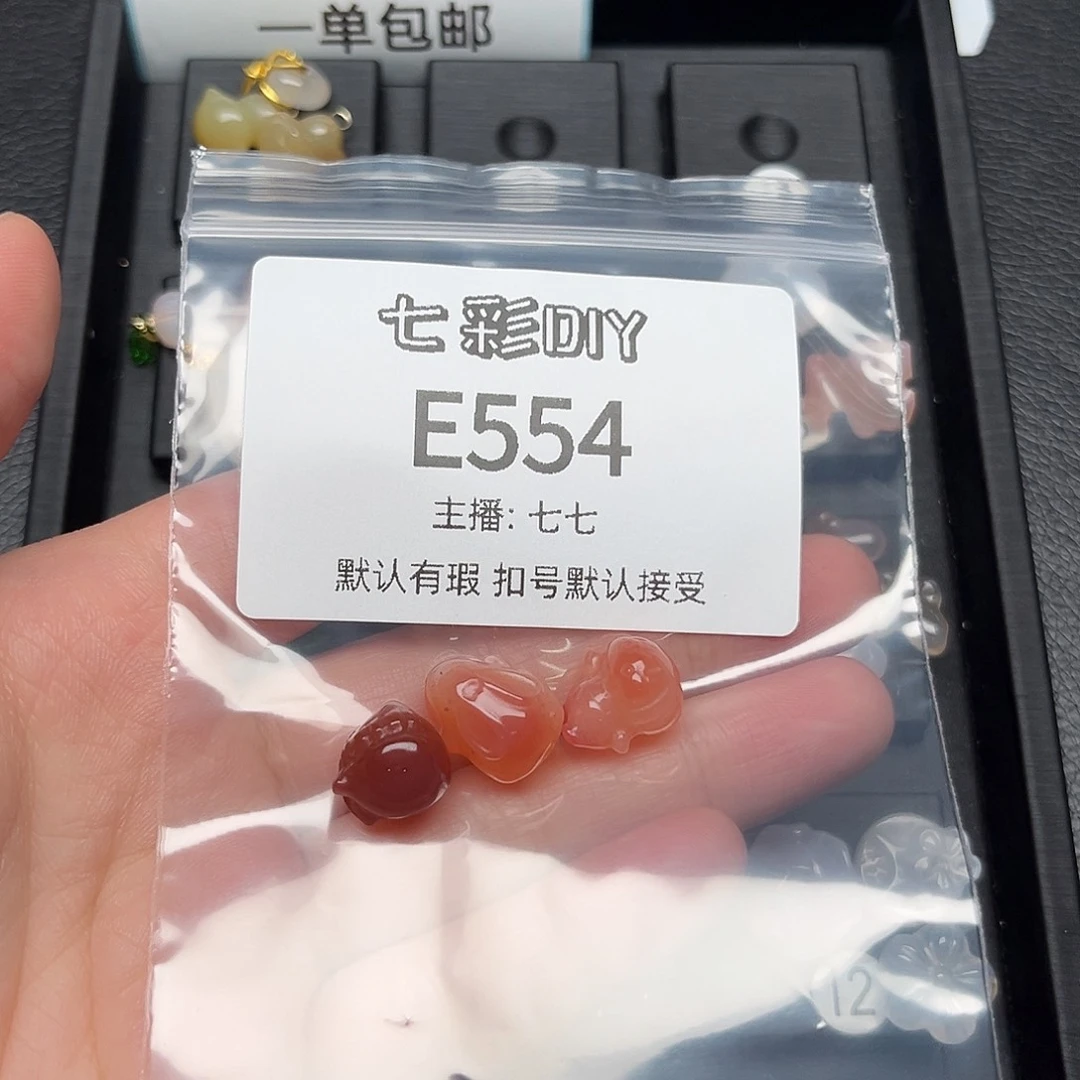 一单包邮
七彩DIY
E554
主播: 七七
默认有瑕 扣号默认接受
12